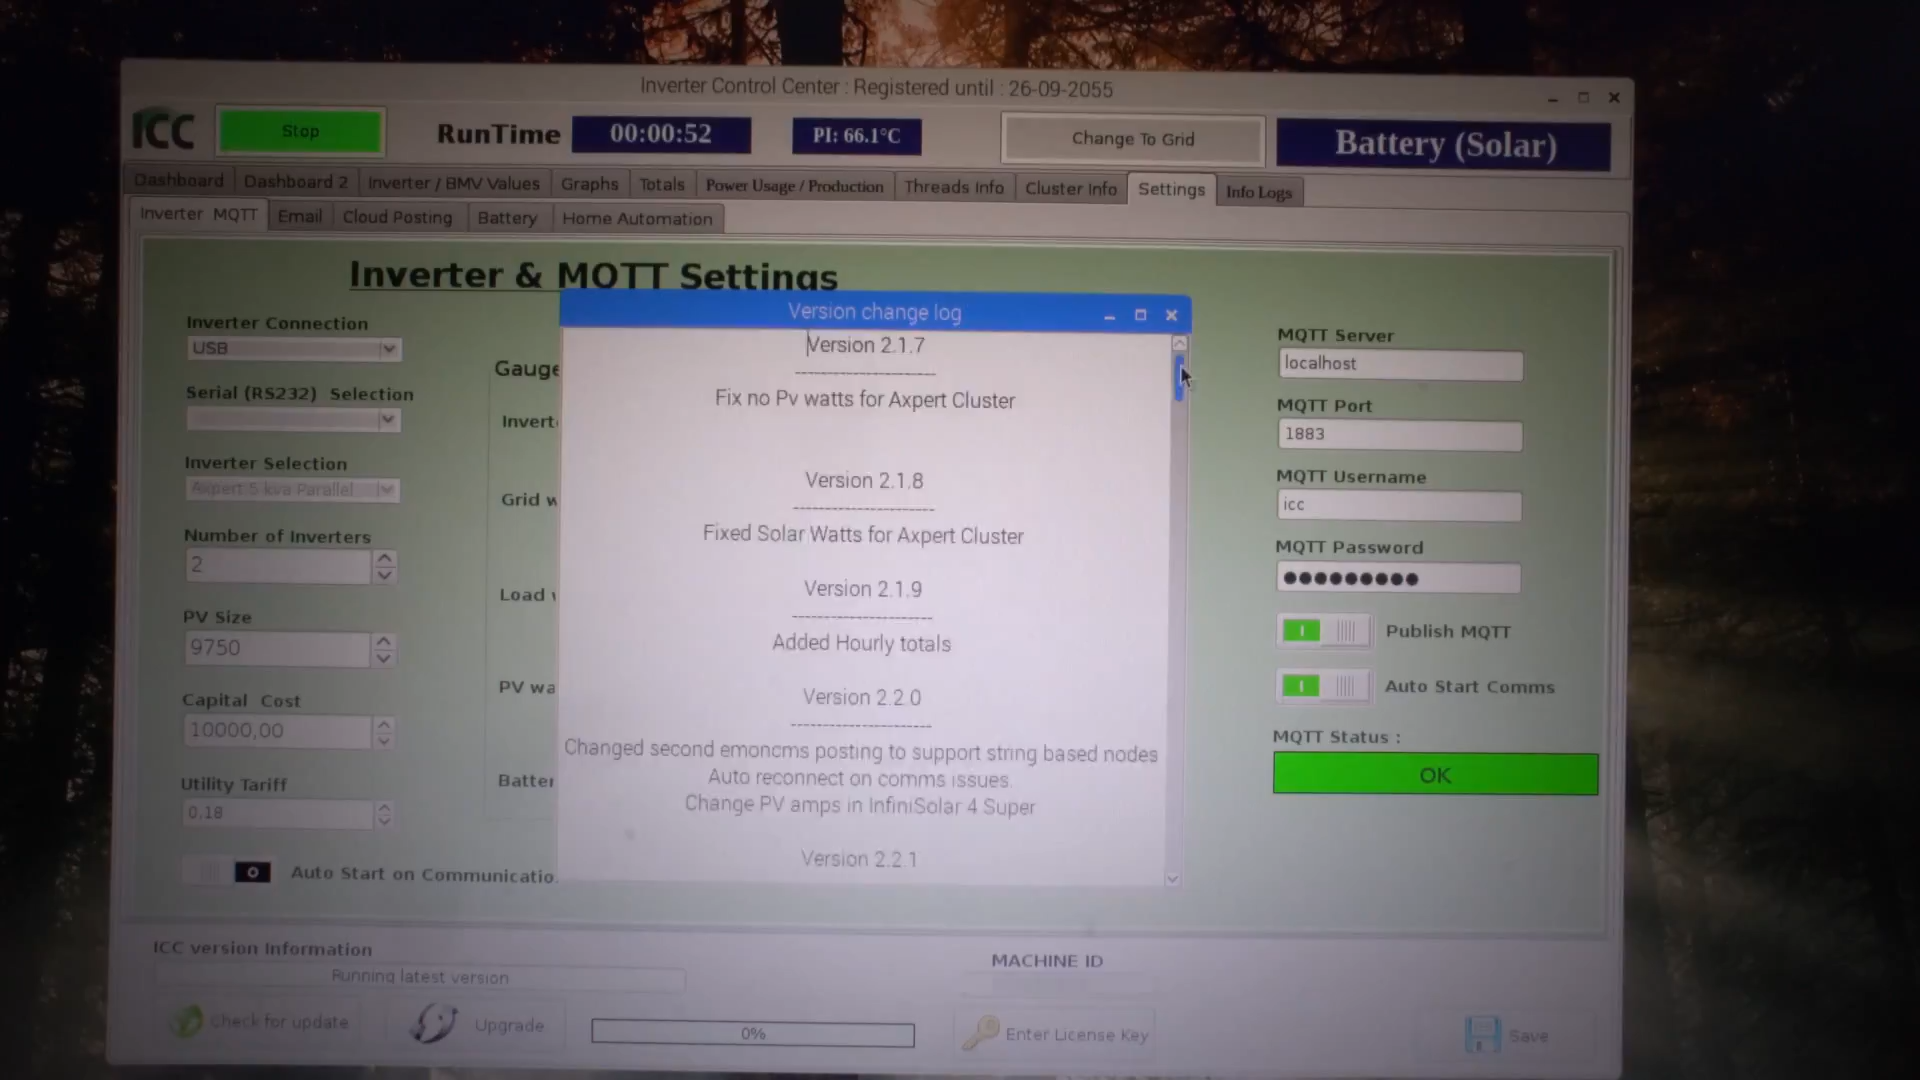 Inverter Control Center : Registered until : 26-09-2055
ICC
Stop
RunTime
00:00:52
PI: 66.1°C
Change To Grid
Battery (Solar)
Dashboard
Dashboard 2
Inverter / BMV Values
Graphs
Totals
Power Usage / Production
Threads Info
Cluster Info
Settings
Info Logs
Inverter MQTT
Email
Cloud Posting
Battery
Home Automation
Inverter & MQTT Settings
Inverter Connection
USB
Serial (RS232) Selection
Inverter Selection
Axpert 5 kva Parallel
Number of Inverters
2
PV Size
9750
Capital Cost
10000,00
Utility Tariff
0.18
Auto Start on Communicatio
Gauge
Invert
Grid w
Load
PV wa
Batter
Version change log
Version 2.1.7
----------------------
Fix no Pv watts for Axpert Cluster
Version 2.1.8
----------------------
Fixed Solar Watts for Axpert Cluster
Version 2.1.9
----------------------
Added Hourly totals
Version 2.2.0
----------------------
Changed second emoncms posting to support string based nodes
Auto reconnect on comms issues.
Change PV amps in InfiniSolar 4 Super
Version 2.2.1
MQTT Server
localhost
MQTT Port
1883
MQTT Username
icc
MQTT Password
●●●●●●●●●
Publish MQTT
Auto Start Comms
MQTT Status :
OK
ICC version Information
Running latest version
Check for update
Upgrade
0%
MACHINE ID
Enter License Key
Save